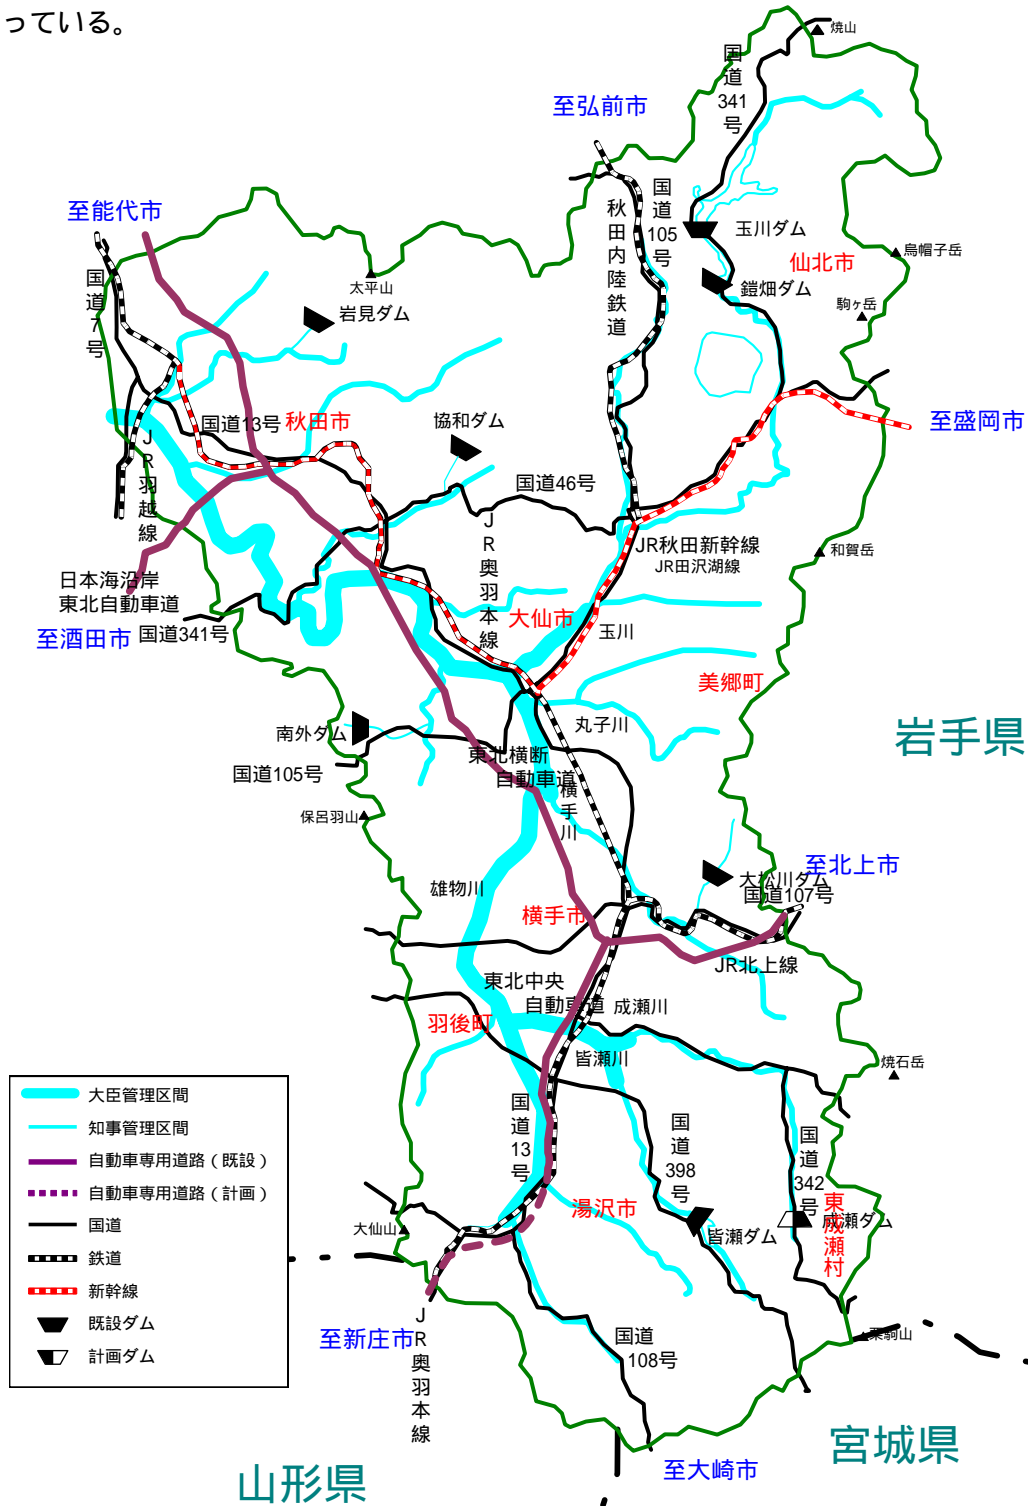 っている。
焼山
国道341号
至弘前市
国道105号
秋田内陸鉄道
至能代市
玉川ダム
烏帽子岳
仙北市
太平山
国道7号
鎧畑ダム
駒ヶ岳
岩見ダム
国道13号
秋田市
協和ダム
至盛岡市
JR羽越線
国道46号
JR奥羽本線
JR秋田新幹線
JR田沢湖線
和賀岳
日本海沿岸
東北自動車道
大仙市
至酒田市
国道341号
玉川
美郷町
丸子川
南外ダム
岩手県
国道105号
東北横断
自動車道
横手川
保呂羽山
至北上市
大松川ダム
国道107号
雄物川
横手市
JR北上線
東北中央
自動車道
成瀬川
羽後町
皆瀬川
焼石岳
大臣管理区間
知事管理区間
自動車専用道路（既設）
自動車専用道路（計画）
国道
鉄道
新幹線
既設ダム
計画ダム
国道13号
国道398号
国道342号
湯沢市
東成瀬村
成瀬ダム
皆瀬ダム
大仙山
至新庄市
JR奥羽本線
国道
108号
栗駒山
宮城県
至大崎市
山形県